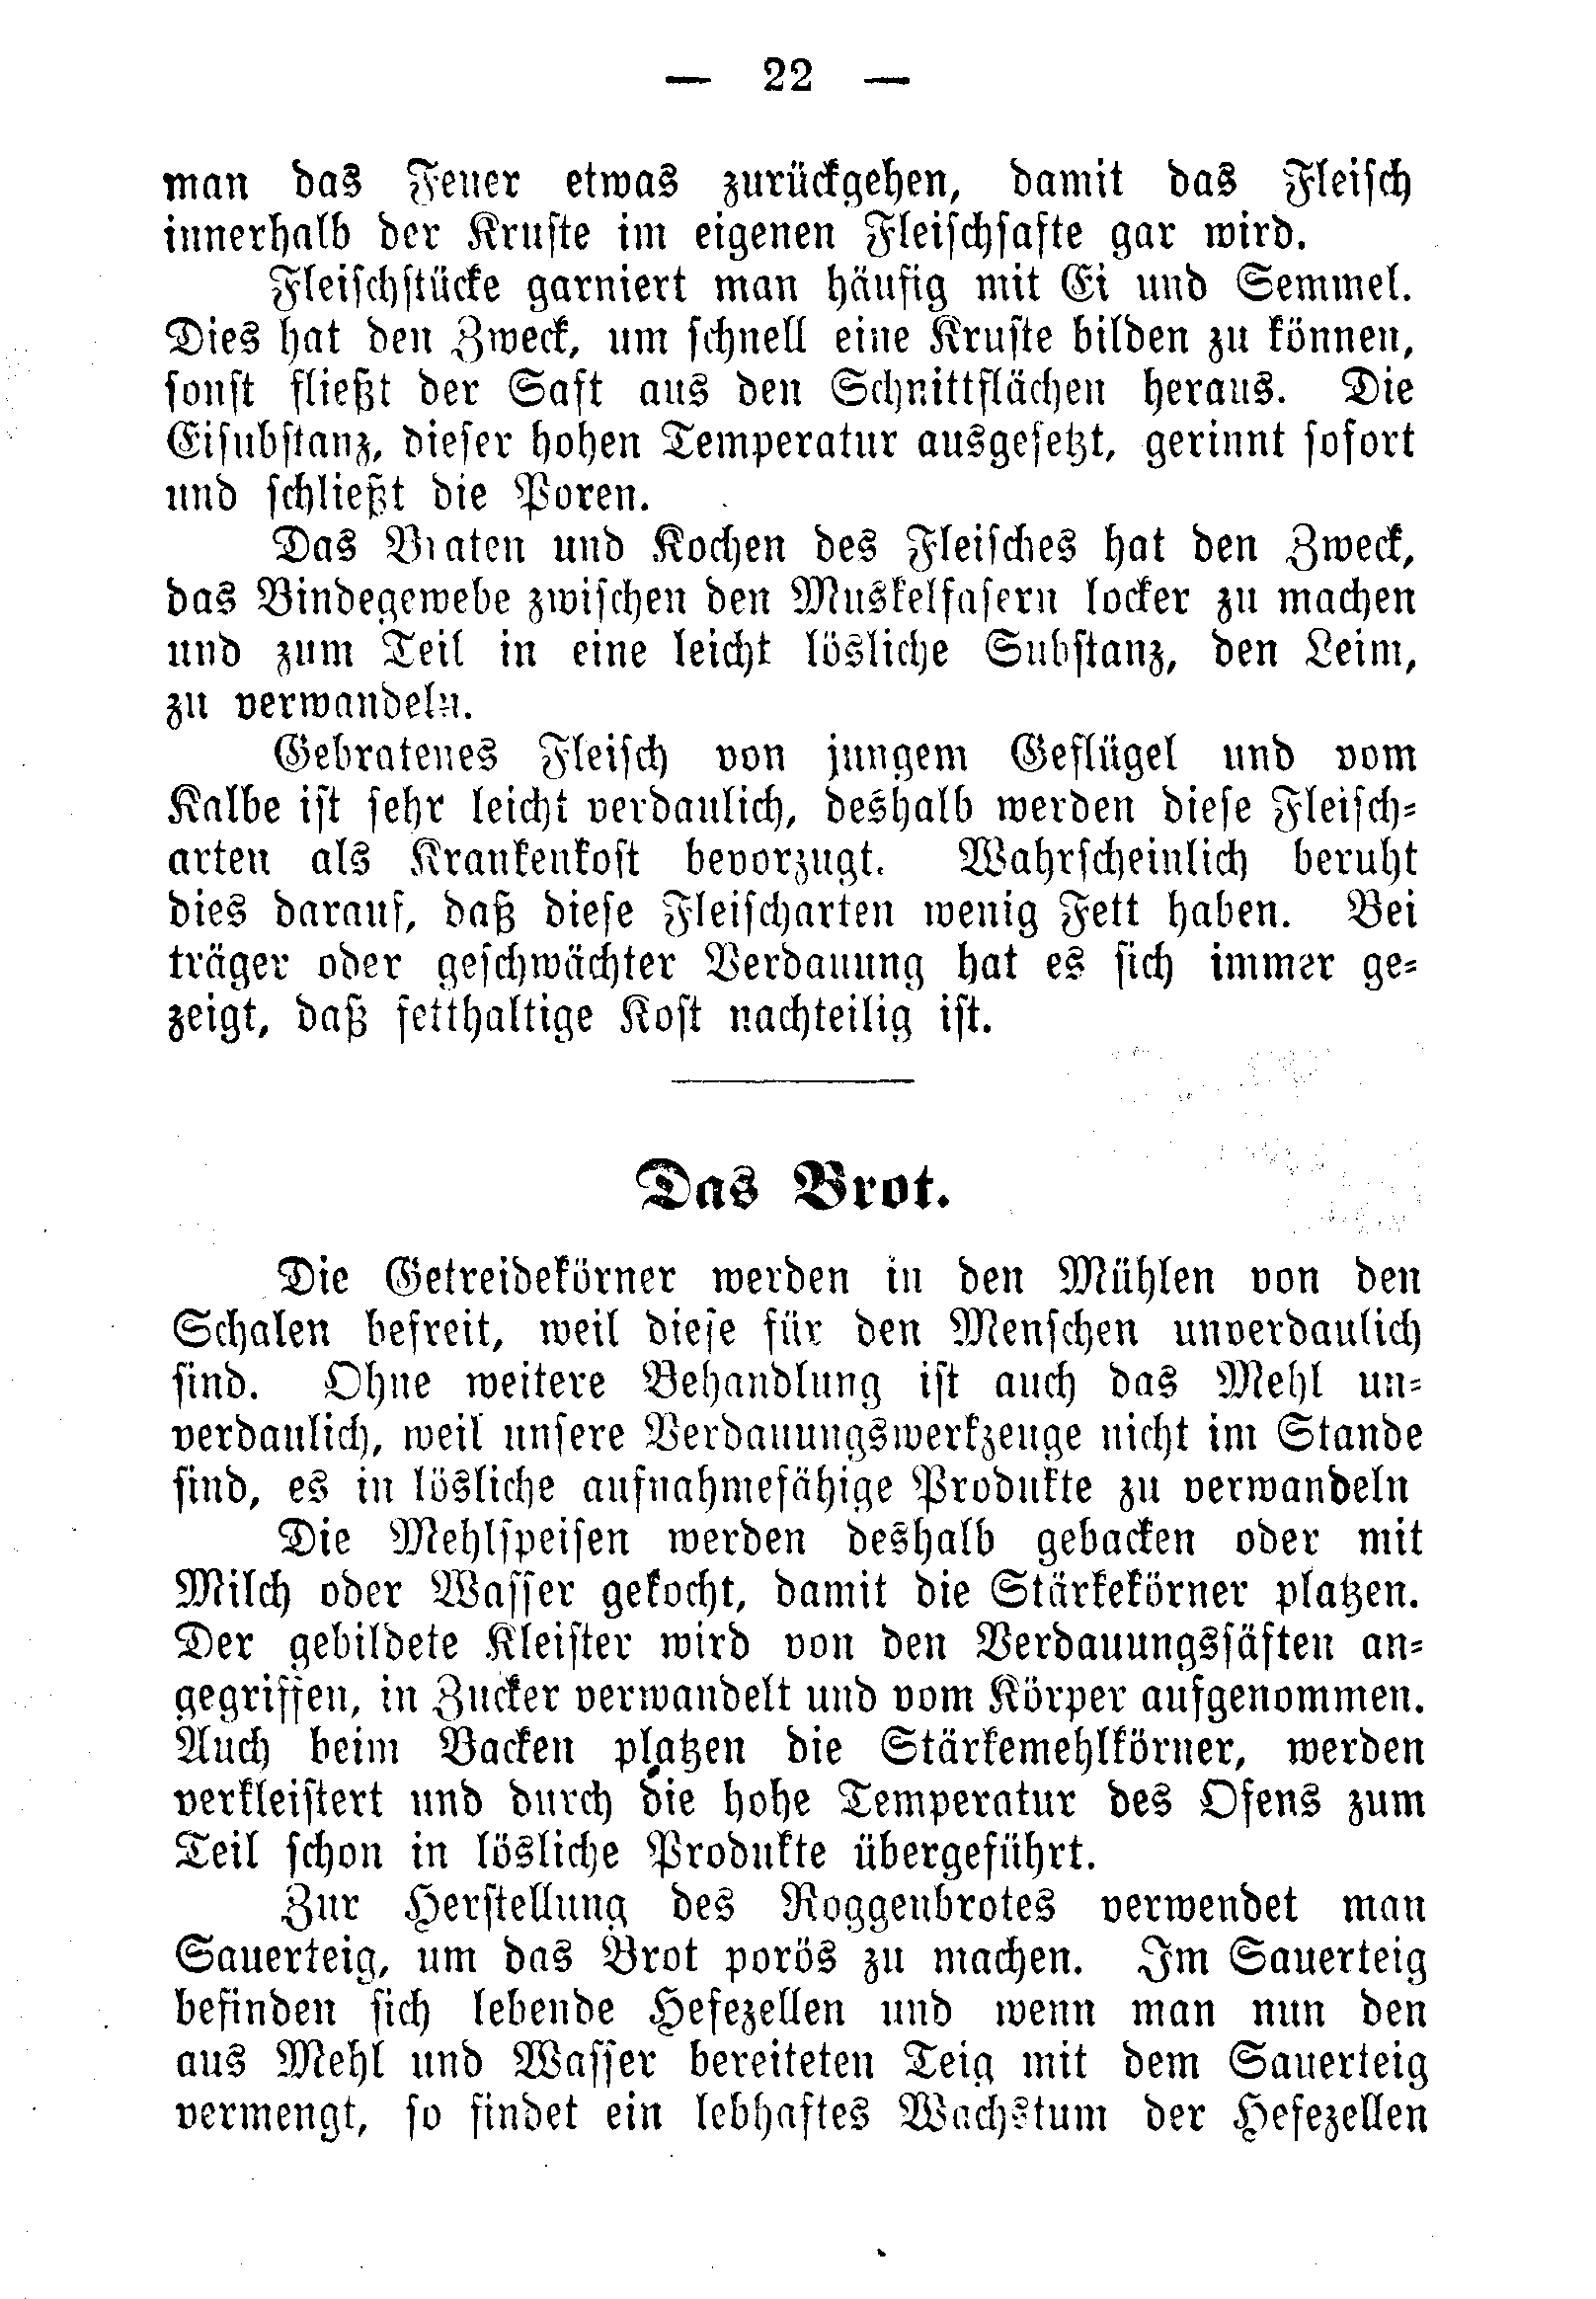 — 22 —
man das Feuer etwas zurückgehen, damit das Fleisch
innerhalb der Kruste im eigenen Fleischsafte gar wird.
Fleischstücke garniert man häufig mit Ei und Semmel.
Dies hat den Zweck, um schnell eine Kruste bilden zu können,
sonst fließt der Saft aus den Schnittflächen heraus. Die
Eisubstanz, dieser hohen Temperatur ausgesetzt, gerinnt sofort
und schließt die Poren.
Das Braten und Kochen des Fleisches hat den Zweck,
das Bindegewebe zwischen den Muskelfasern locker zu machen
und zum Teil in eine leicht lösliche Substanz, den Leim,
zu verwandeln.
Gebratenes Fleisch von jungem Geflügel und vom
Kalbe ist sehr leicht verdaulich, deshalb werden diese Fleisch-
arten als Krankenkost bevorzugt. Wahrscheinlich beruht
dies darauf, daß diese Fleischarten wenig Fett haben. Bei
träger oder geschwächter Verdauung hat es sich immer ge-
zeigt, daß fetthaltige Kost nachteilig ist.
Das Brot.
Die Getreidekörner werden in den Mühlen von den
Schalen befreit, weil diese für den Menschen unverdaulich
sind. Ohne weitere Behandlung ist auch das Mehl un-
verdaulich, weil unsere Verdauungswerkzeuge nicht im Stande
sind, es in lösliche aufnahmefähige Produkte zu verwandeln
Die Mehlspeisen werden deshalb gebacken oder mit
Milch oder Wasser gekocht, damit die Stärkekörner platzen.
Der gebildete Kleister wird von den Verdauungssäften an-
gegriffen, in Zucker verwandelt und vom Körper aufgenommen.
Auch beim Backen platzen die Stärkemehlkörner, werden
verkleistert und durch die hohe Temperatur des Ofens zum
Teil schon in lösliche Produkte übergeführt.
Zur Herstellung des Roggenbrotes verwendet man
Sauerteig, um das Brot porös zu machen. Im Sauerteig
befinden sich lebende Hefezellen und wenn man nun den
aus Mehl und Wasser bereiteten Teig mit dem Sauerteig
vermengt, so findet ein lebhaftes Wachstum der Hefezellen